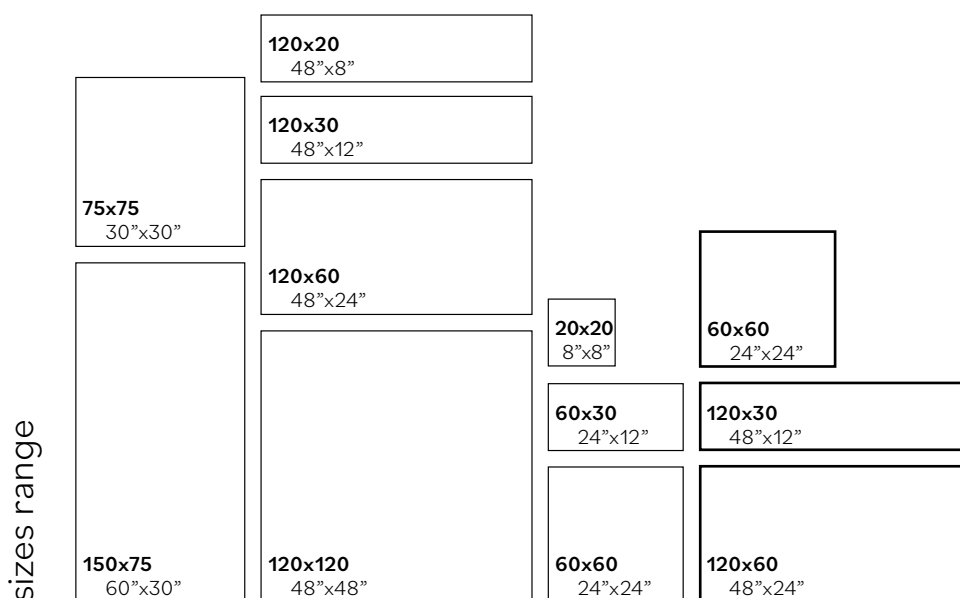 sizes range
75x75
30”x30”
150x75
60”x30”
120x20
48”x8”
120x30
48”x12”
120x60
48”x24”
120x120
48”x48”
20x20
8”x8”
60x30
24”x12”
60x60
24”x24”
60x60
24”x24”
120x30
48”x12”
120x60
48”x24”